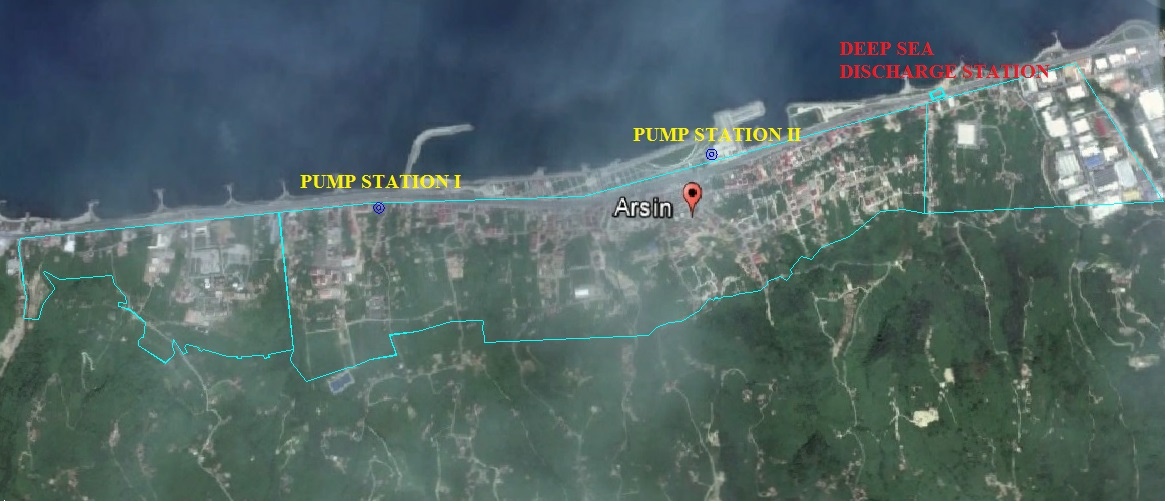 DEEP SEA
DISCHARGE STATION
PUMP STATION II
PUMP STATION I
Arsin